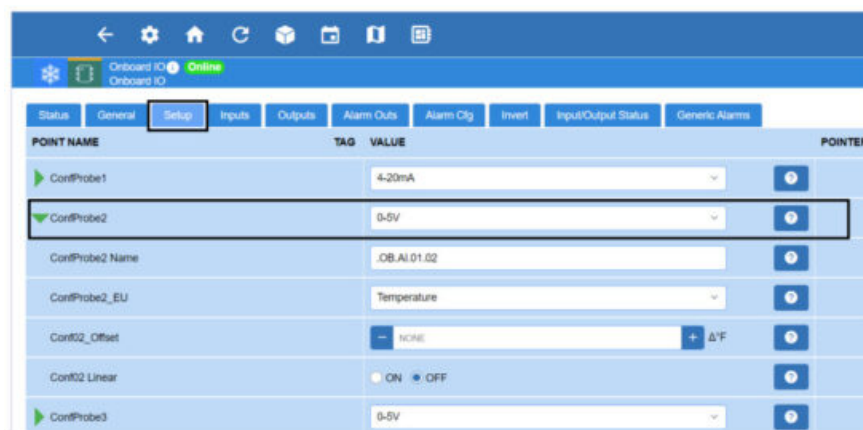 Onboard IO Online
Onboard IO
Status General Setup Inputs Outputs Alarm Outs Alarm Cfg Invert Input/Output Status Generic Alarms
POINT NAME TAG VALUE POINTE
ConfProbe1 4-20mA
ConfProbe2 0-5V
ConfProbe2 Name .OB.AI.01.02
ConfProbe2_EU Temperature
Conf02_Offset NONE Δ°F
Conf02 Linear ON OFF
ConfProbe3 0-5V